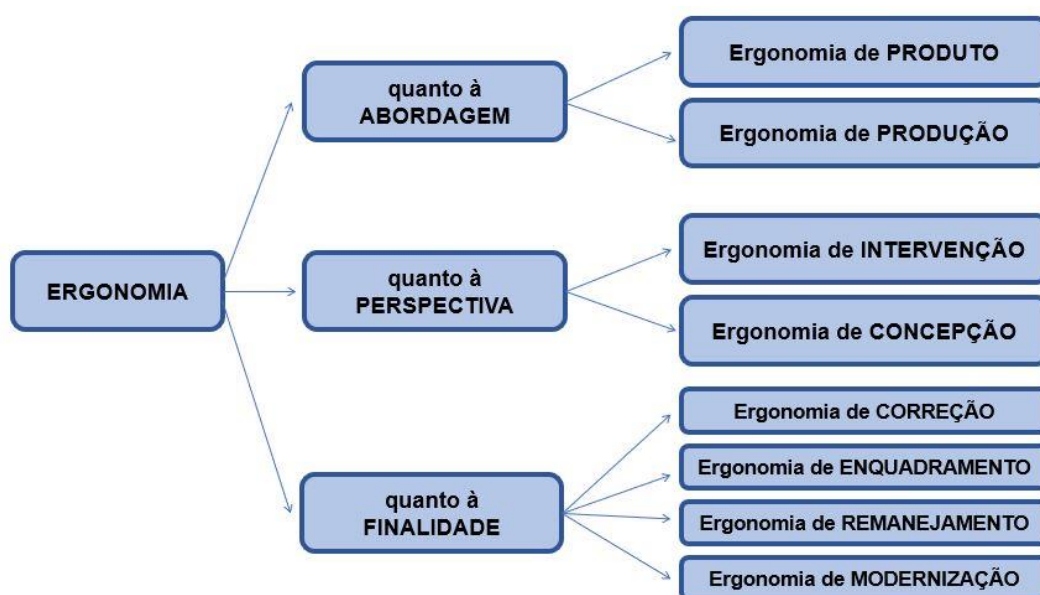 ERGONOMIA
quanto à
ABORDAGEM
Ergonomia de PRODUTO
Ergonomia de PRODUÇÃO
quanto à
PERSPECTIVA
Ergonomia de INTERVENÇÃO
Ergonomia de CONCEPÇÃO
quanto à
FINALIDADE
Ergonomia de CORREÇÃO
Ergonomia de ENQUADRAMENTO
Ergonomia de REMANEJAMENTO
Ergonomia de MODERNIZAÇÃO